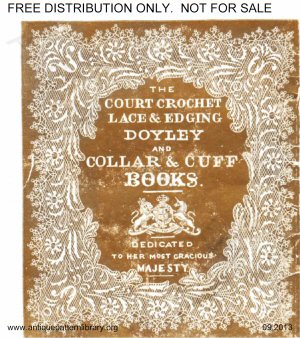 FREE DISTRIBUTION ONLY. NOT FOR SALE
THE
COURT CROCHET
LACE & EDGING
DOYLEY
AND
COLLAR & CUFF
BOOKS.
DEDICATED
TO HER MOST GRACIOUS
MAJESTY
www.antiquepatternlibrary.org 09.2013